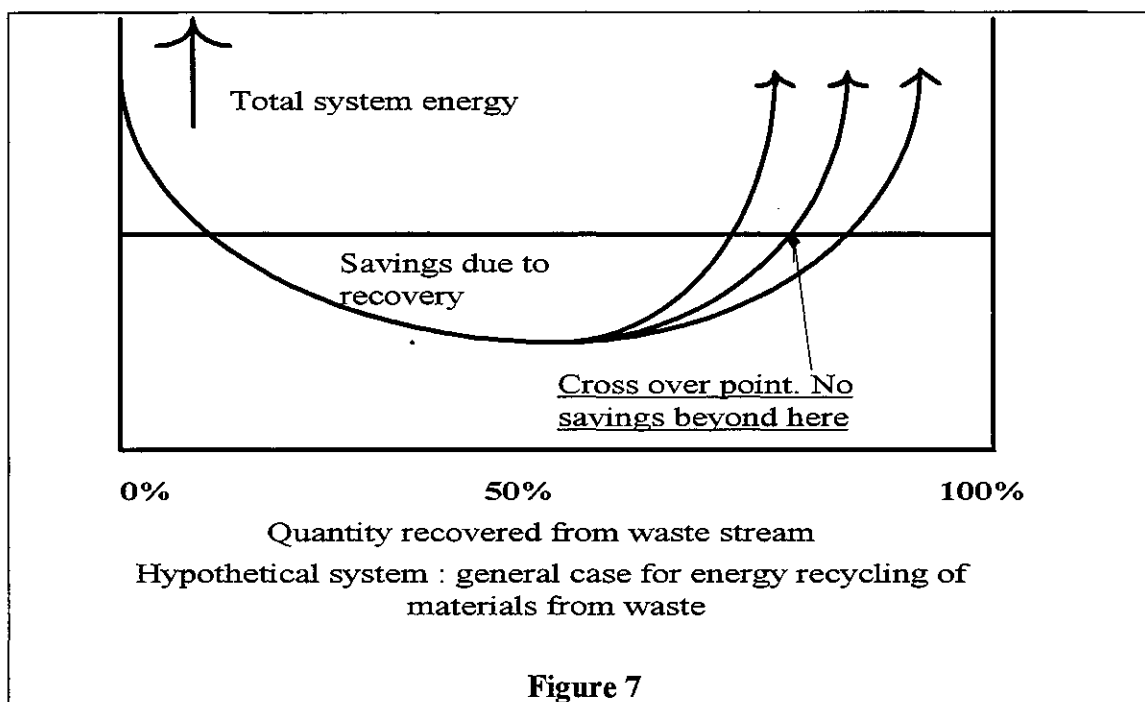 Total system energy
Savings due to
recovery
Cross over point. No
savings beyond here
0% 50% 100%
Quantity recovered from waste stream
Hypothetical system : general case for energy recycling of
materials from waste
Figure 7